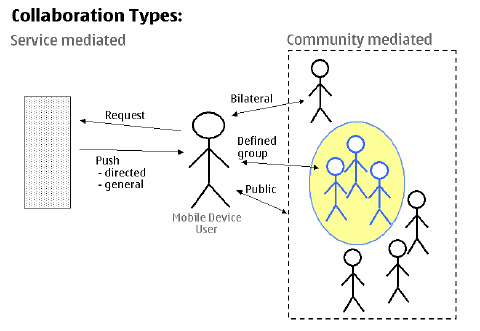 Collaboration Types:
Service mediated
Community mediated
Request
Push
- directed
- general
Mobile Device
User
Bilateral
Defined
group
Public